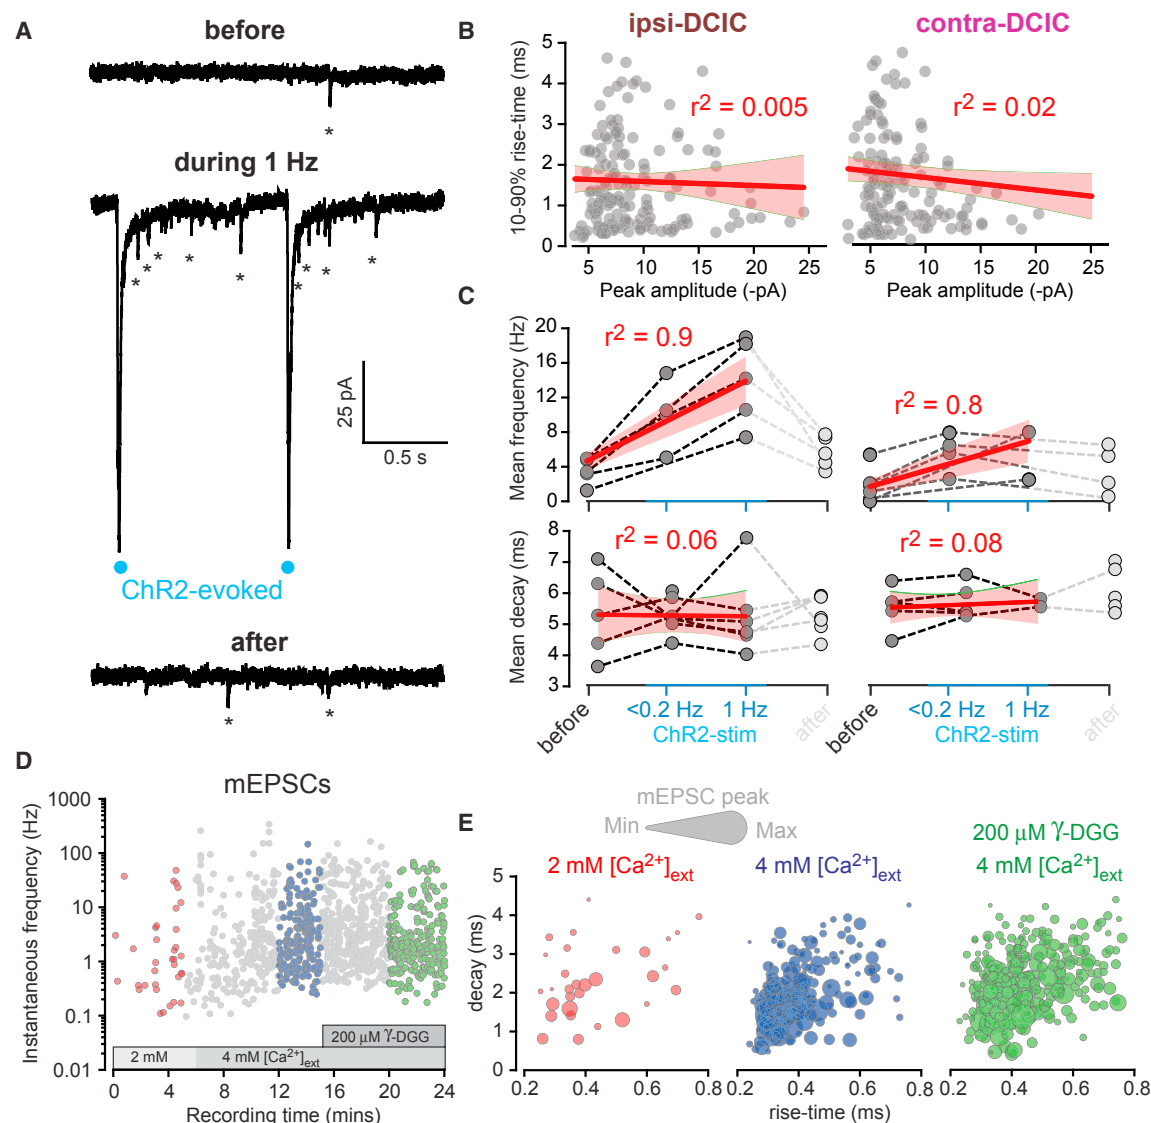 A
before
*
during 1 Hz
* * * * * * * * *
25 pA
0.5 s
ChR2-evoked
after
* *
B
ipsi-DCIC
contra-DCIC
10-90% rise-time (ms)
5
4
3
2
1
0
r² = 0.005
r² = 0.02
5 10 15 20 25
5 10 15 20 25
Peak amplitude (-pA)
Peak amplitude (-pA)
C
Mean frequency (Hz)
20
16
12
8
4
0
r² = 0.9
r² = 0.8
Mean decay (ms)
8
7
6
5
4
3
r² = 0.06
r² = 0.08
before <0.2 Hz 1 Hz after
ChR2-stim
before <0.2 Hz 1 Hz after
ChR2-stim
D
mEPSCs
Instantaneous frequency (Hz)
1000
100
10
1
0.1
0.01
200 μM γ-DGG
2 mM
4 mM [Ca²⁺]ext
0 4 8 12 16 20 24
Recording time (mins)
E
mEPSC peak
Min
Max
2 mM [Ca²⁺]ext
4 mM [Ca²⁺]ext
200 μM γ-DGG
4 mM [Ca²⁺]ext
decay (ms)
5
4
3
2
1
0
0.2 0.4 0.6 0.8
0.2 0.4 0.6 0.8
0.2 0.4 0.6 0.8
rise-time (ms)